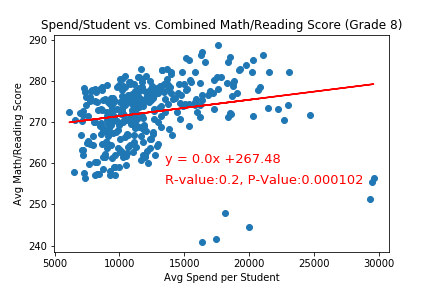 Spend/Student vs. Combined Math/Reading Score (Grade 8)
290
280
270
260
250
240
Avg Math/Reading Score
y = 0.0x +267.48
R-value:0.2, P-Value:0.000102
5000 10000 15000 20000 25000 30000
Avg Spend per Student